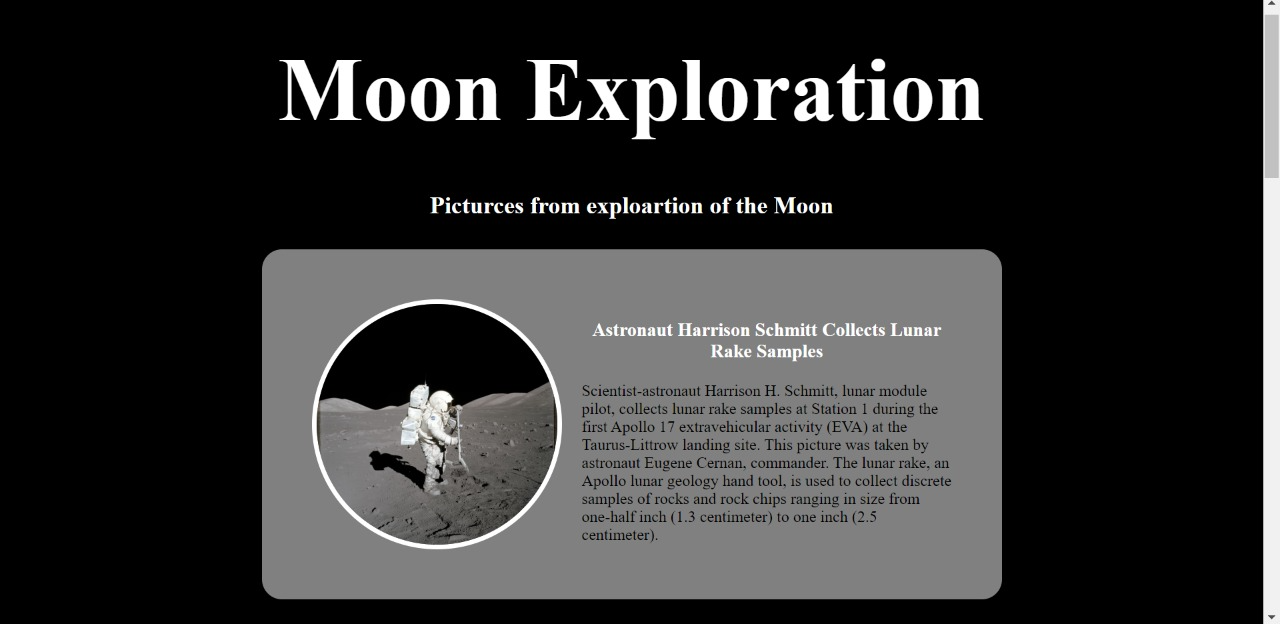 Moon Exploration
Picturces from exploartion of the Moon
Astronaut Harrison Schmitt Collects Lunar
Rake Samples
Scientist-astronaut Harrison H. Schmitt, lunar module
pilot, collects lunar rake samples at Station 1 during the
first Apollo 17 extravehicular activity (EVA) at the
Taurus-Littrow landing site. This picture was taken by
astronaut Eugene Cernan, commander. The lunar rake, an
Apollo lunar geology hand tool, is used to collect discrete
samples of rocks and rock chips ranging in size from
one-half inch (1.3 centimeter) to one inch (2.5
centimeter).